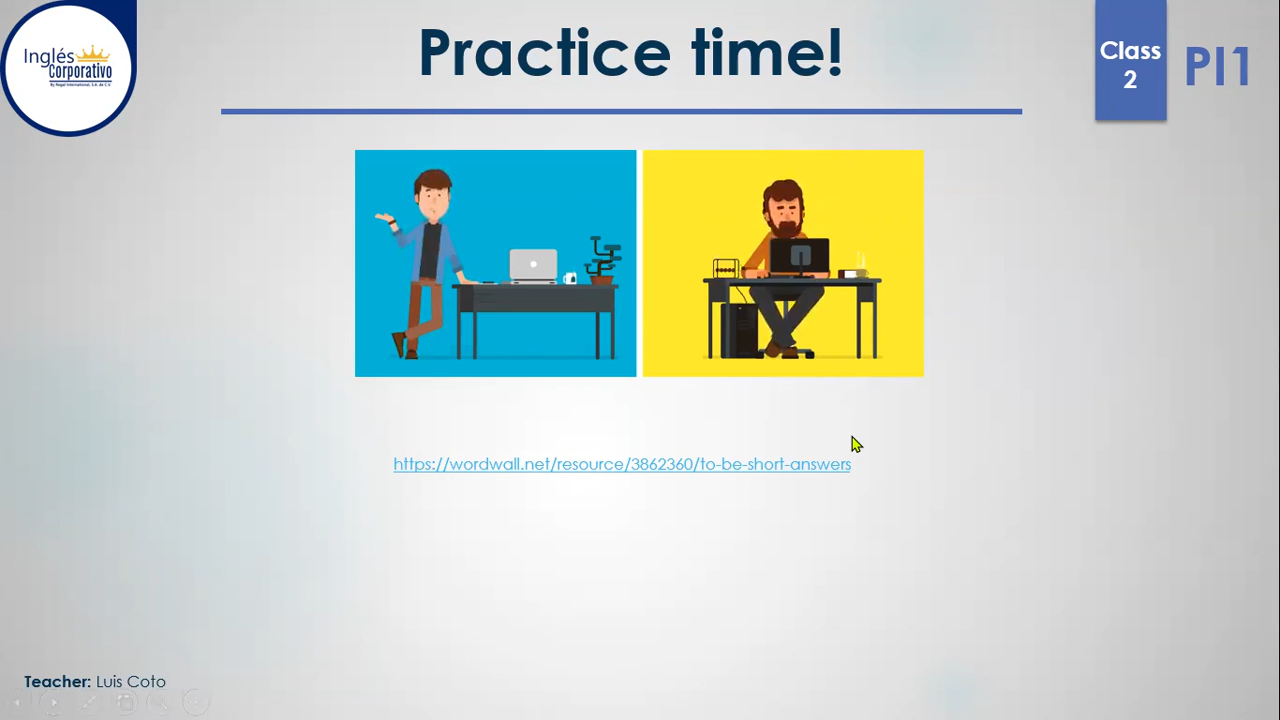 Inglés
Corporativo
By Regal International, S.A. de C.V
Practice time!
Class
2
PI1
https://wordwall.net/resource/3862360/to-be-short-answers
Teacher: Luis Coto